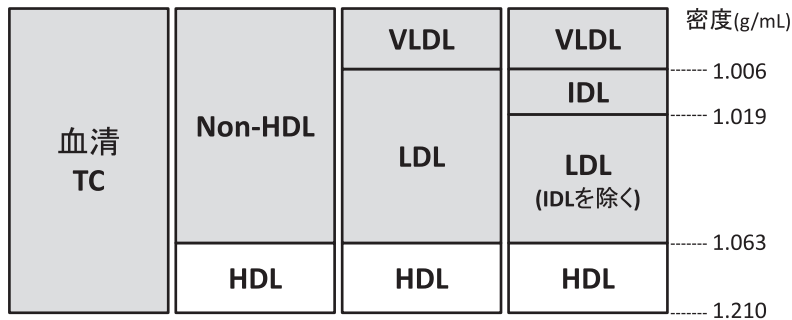 血清
TC
Non-HDL
HDL
VLDL
LDL
HDL
VLDL
IDL
LDL
(IDLを除く)
HDL
密度(g/mL)
1.006
1.019
1.063
1.210